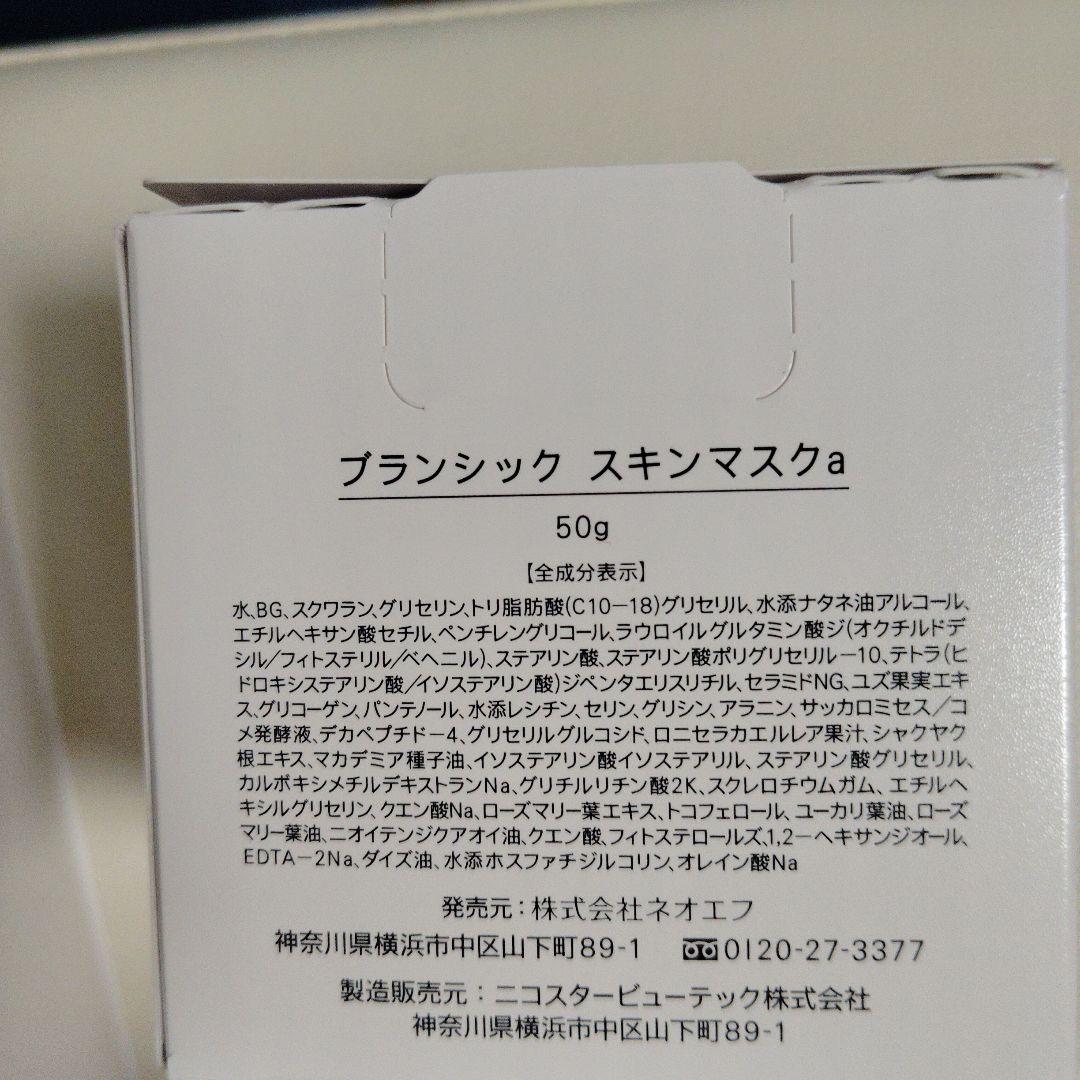 ブランシック スキンマスクa
50g
【全成分表示】
水、BG、スクワラン、グリセリン、トリ脂肪酸(C10−18)グリセリル、水添ナタネ油アルコール、
エチルヘキサン酸セチル、ペンチレングリコール、ラウロイルグルタミン酸ジ(オクチルドデ
シル/フィトステリル/ベヘニル)、ステアリン酸、ステアリン酸ポリグリセリル−10、テトラ(ヒ
ドロキシステアリン酸/イソステアリン酸)ジペンタエリスリチル、セラミドNG、ユズ果実エキ
ス、グリコーゲン、パンテノール、水添レシチン、セリン、グリシン、アラニン、サッカロミセス/コ
メ発酵液、デカペプチド−4、グリセリルグルコシド、ロニセラカエルレア果汁、シャクヤク
根エキス、マカデミア種子油、イソステアリン酸イソステアリル、ステアリン酸グリセリル、
カルボキシメチルデキストランNa、グリチルリチン酸2K、スクレロチウムガム、エチルヘ
キシルグリセリン、クエン酸Na、ローズマリー葉エキス、トコフェロール、ユーカリ葉油、ローズ
マリー葉油、ニオイテンジクアオイ油、クエン酸、フィトステロールズ、1,2−ヘキサンジオール、
EDTA−2Na、ダイズ油、水添ホスファチジルコリン、オレイン酸Na
発売元：株式会社ネオエフ
神奈川県横浜市中区山下町89-1 0120-27-3377
製造販売元：ニコスタービューテック株式会社
神奈川県横浜市中区山下町89-1